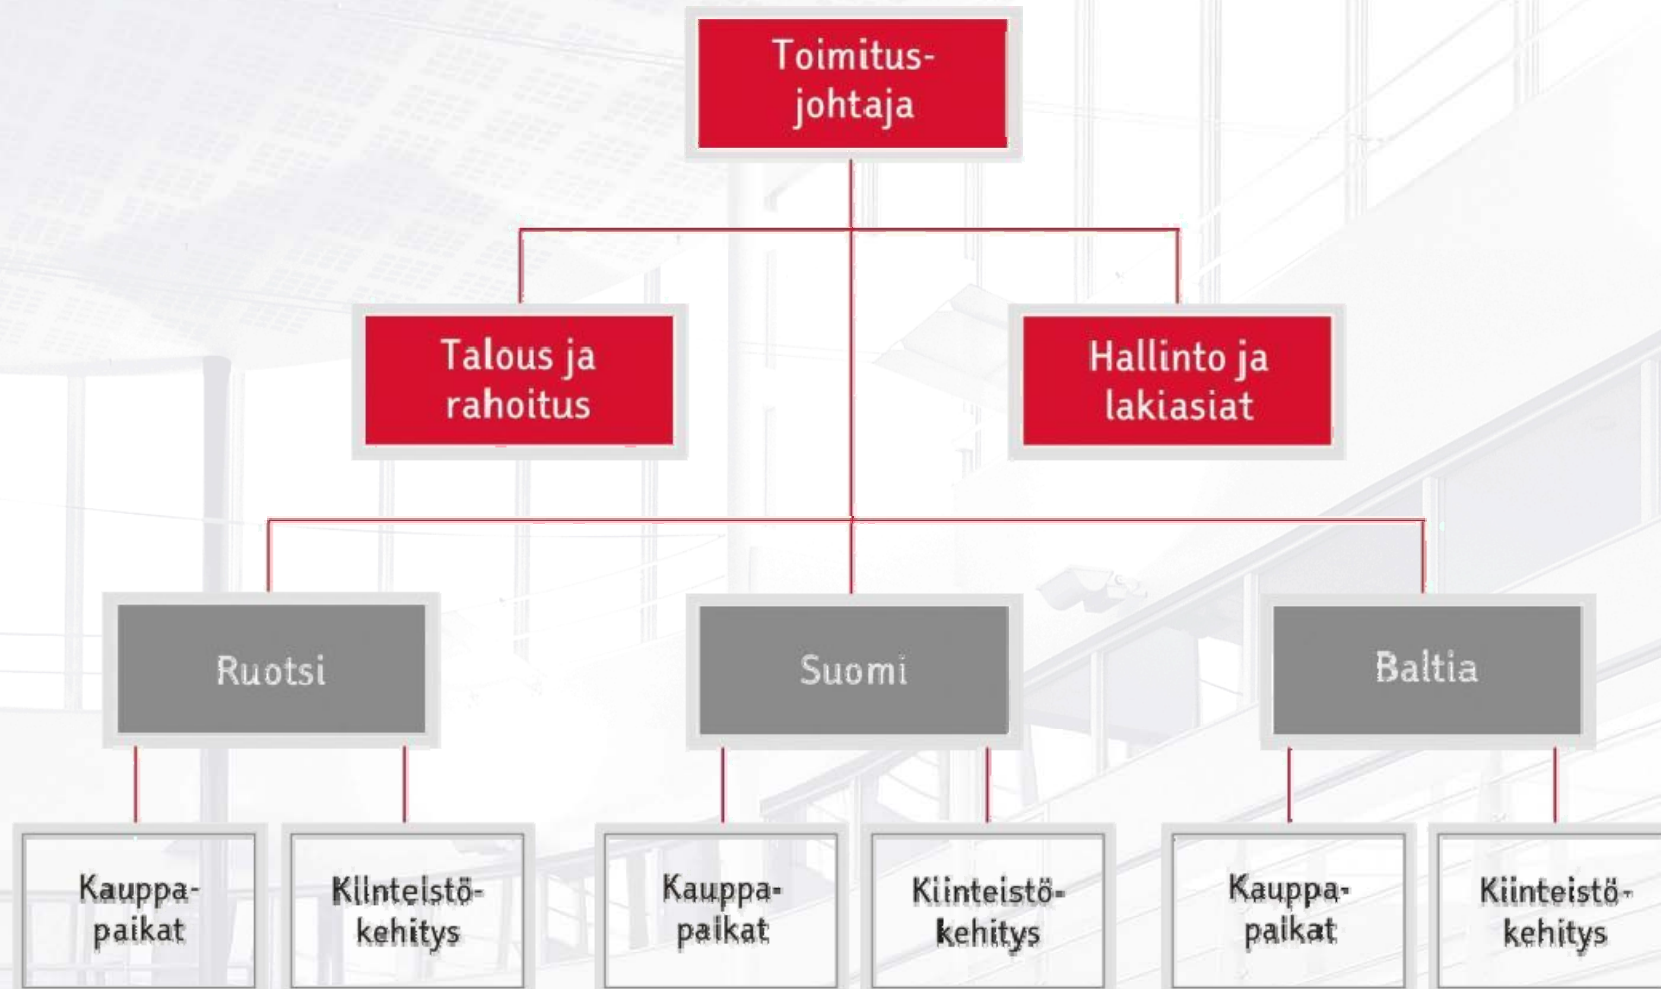 Toimitus-
johtaja
Talous ja
rahoitus
Hallinto ja
lakiasiat
Ruotsi
Suomi
Baltia
Kauppa-
paikat
Kiinteistö-
kehitys
Kauppa-
paikat
Kiinteistö-
kehitys
Kauppa-
paikat
Kiinteistö-
kehitys